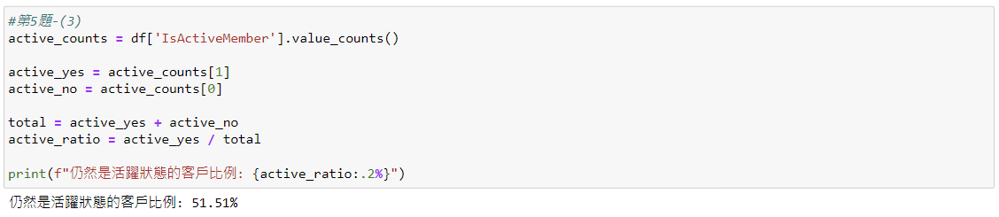 #第5題-(3)
active_counts = df['IsActiveMember'].value_counts()
active_yes = active_counts[1]
active_no = active_counts[0]
total = active_yes + active_no
active_ratio = active_yes / total
print(f"仍然是活躍狀態的客戶比例: {active_ratio:.2%}")
仍然是活躍狀態的客戶比例: 51.51%